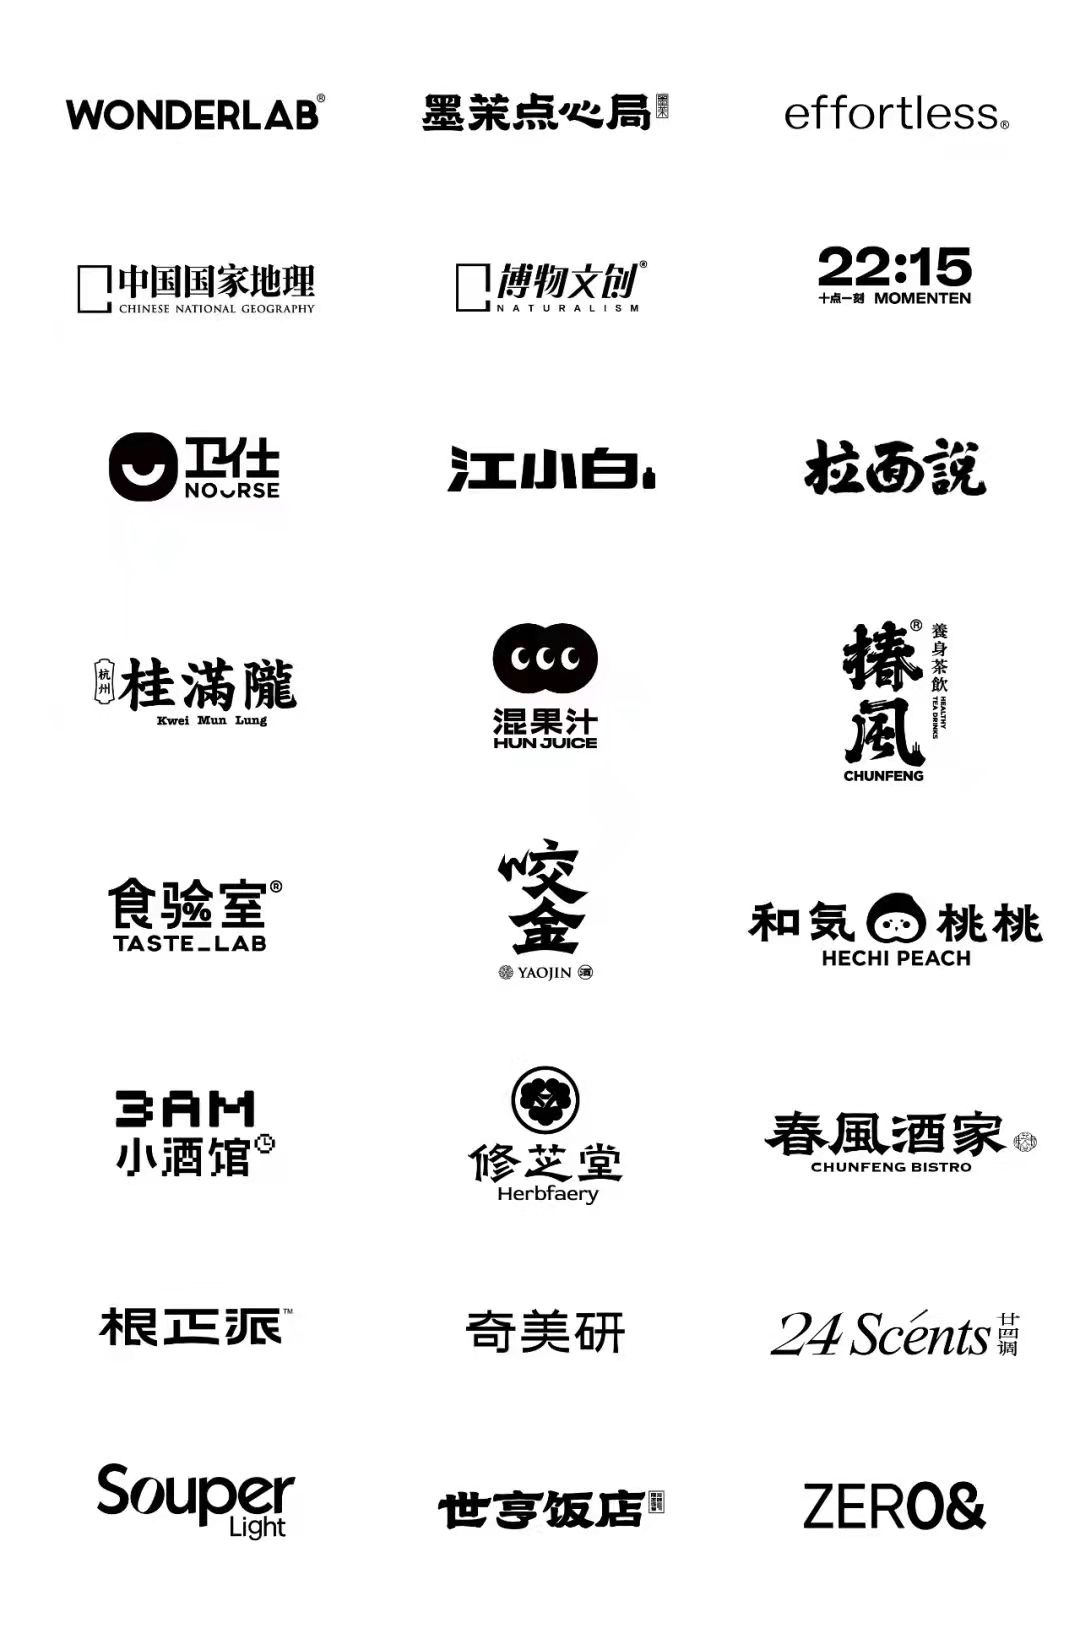 WONDERLAB®
墨茉点心局 墨茉
effortless®
中国国家地理
CHINESE NATIONAL GEOGRAPHY
博物文创®
NATURALISM
22:15
十点一刻 MOMENTEN
卫仕
NOURSE
江小白
拉面説
杭州
桂滿隴
Kwei Mun Lung
混果汁
HUN JUICE
椿風®
養身茶飲
HEALTHY TEA DRINKS
CHUNFENG
食验室®
TASTE_LAB
咬金
YAOJIN 酒
和気桃桃
HECHI PEACH
3AM
小酒馆
修芝堂
Herbfaery
春風酒家
CHUNFENG BISTRO
根正派™
奇美研
24 Scénts 廿四调
Souper
Light
世亨饭店
ZERO&